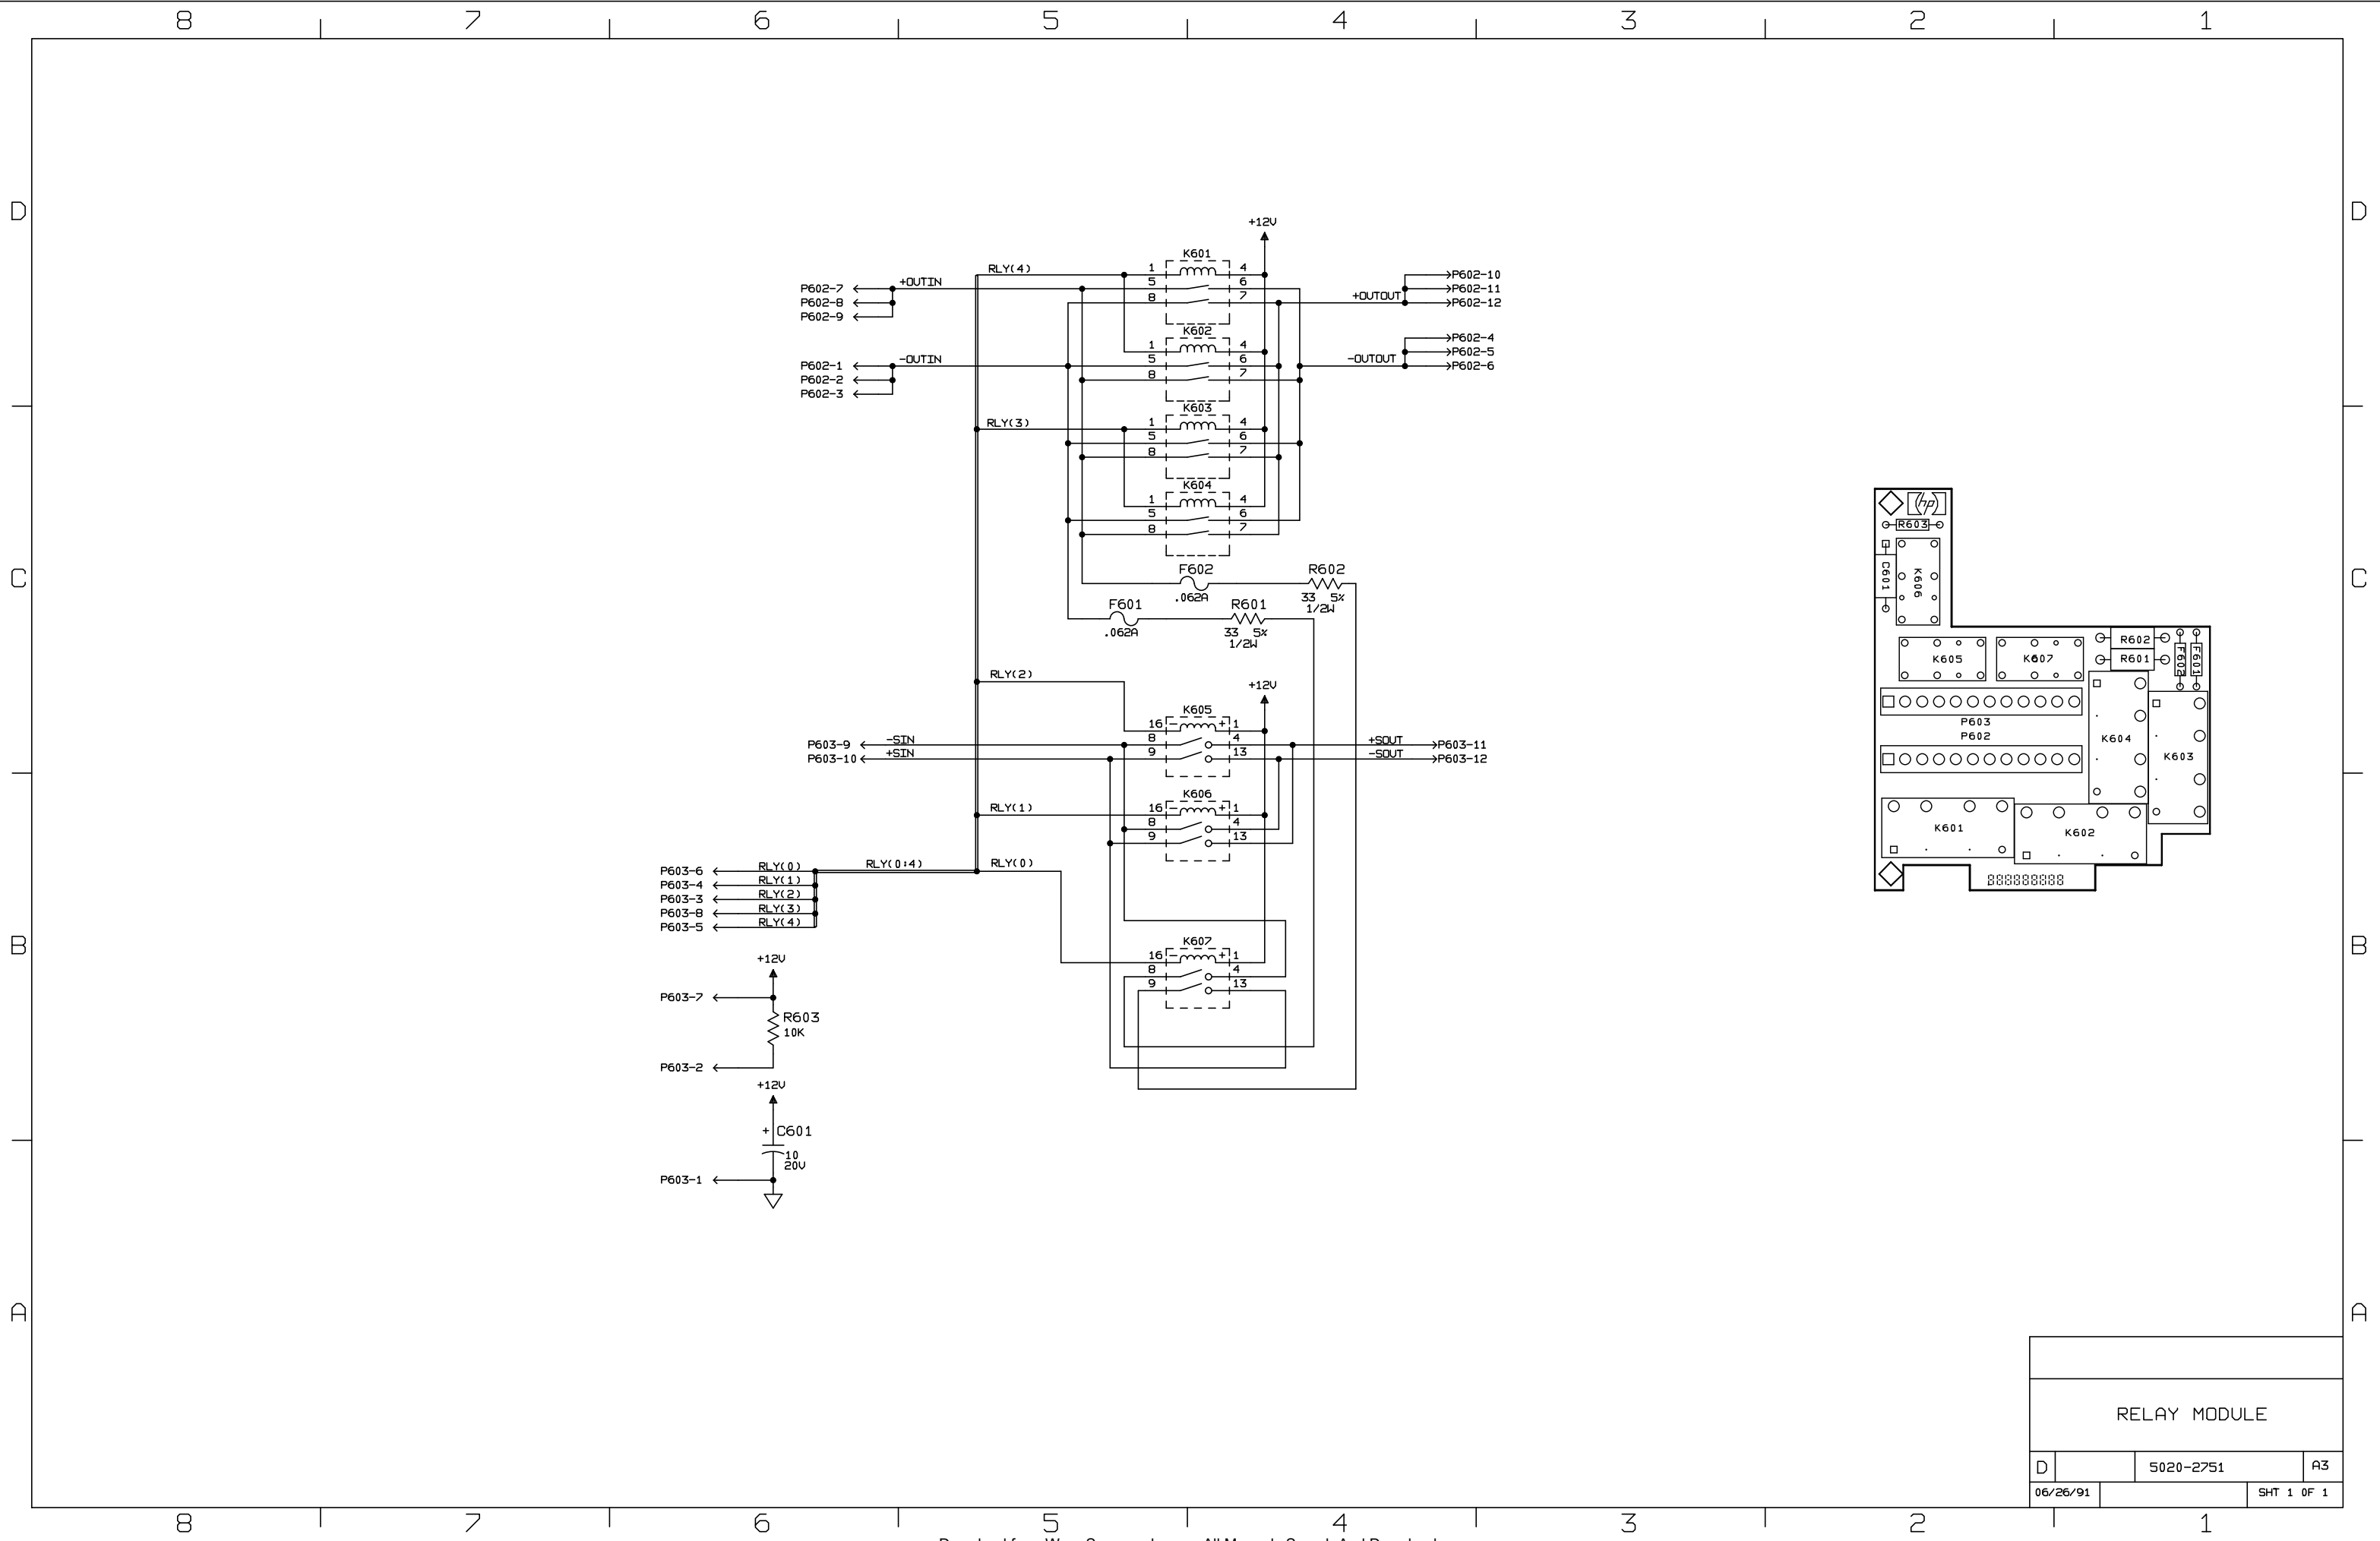 8 7 6 5 4 3 2 1
D D
+12V
K601
RLY(4) 1 4 P602-10
+OUTIN 5 6 P602-11
P602-7
P602-8 8 7 +OUTOUT P602-12
P602-9
K602 P602-4
1 4 P602-5
P602-1 -OUTIN 5 6 -OUTOUT P602-6
P602-2 8 7
P602-3
K603
RLY(3) 1 4
5 6
8 7
K604
1 4
5 6
8 7
C C
F602 R602
.062A 33 5%
1/2W
F601 R601
.062A 33 5%
1/2W
RLY(2)
+12V
K605
16 - + 1
P603-9 -SIN 8 4 +SOUT P603-11
P603-10 +SIN 9 13 -SOUT P603-12
K606
RLY(1) 16 - + 1
8 4
9 13
P603-6 RLY(0) RLY(0:4) RLY(0)
P603-4 RLY(1)
P603-3 RLY(2)
P603-8 RLY(3)
P603-5 RLY(4)
B B
K607
16 - + 1
8 4
9 13
+12V
P603-7
R603
10K
P603-2
+12V
+ C601
10
20V
P603-1
hp
R603
C601
K606
K605 K607
R602
R601
F602
F601
P603
P602
K604
K603
K601
K602
A A
RELAY MODULE
D 5020-2751 A3
06/26/91 SHT 1 OF 1
8 7 6 5 4 3 2 1